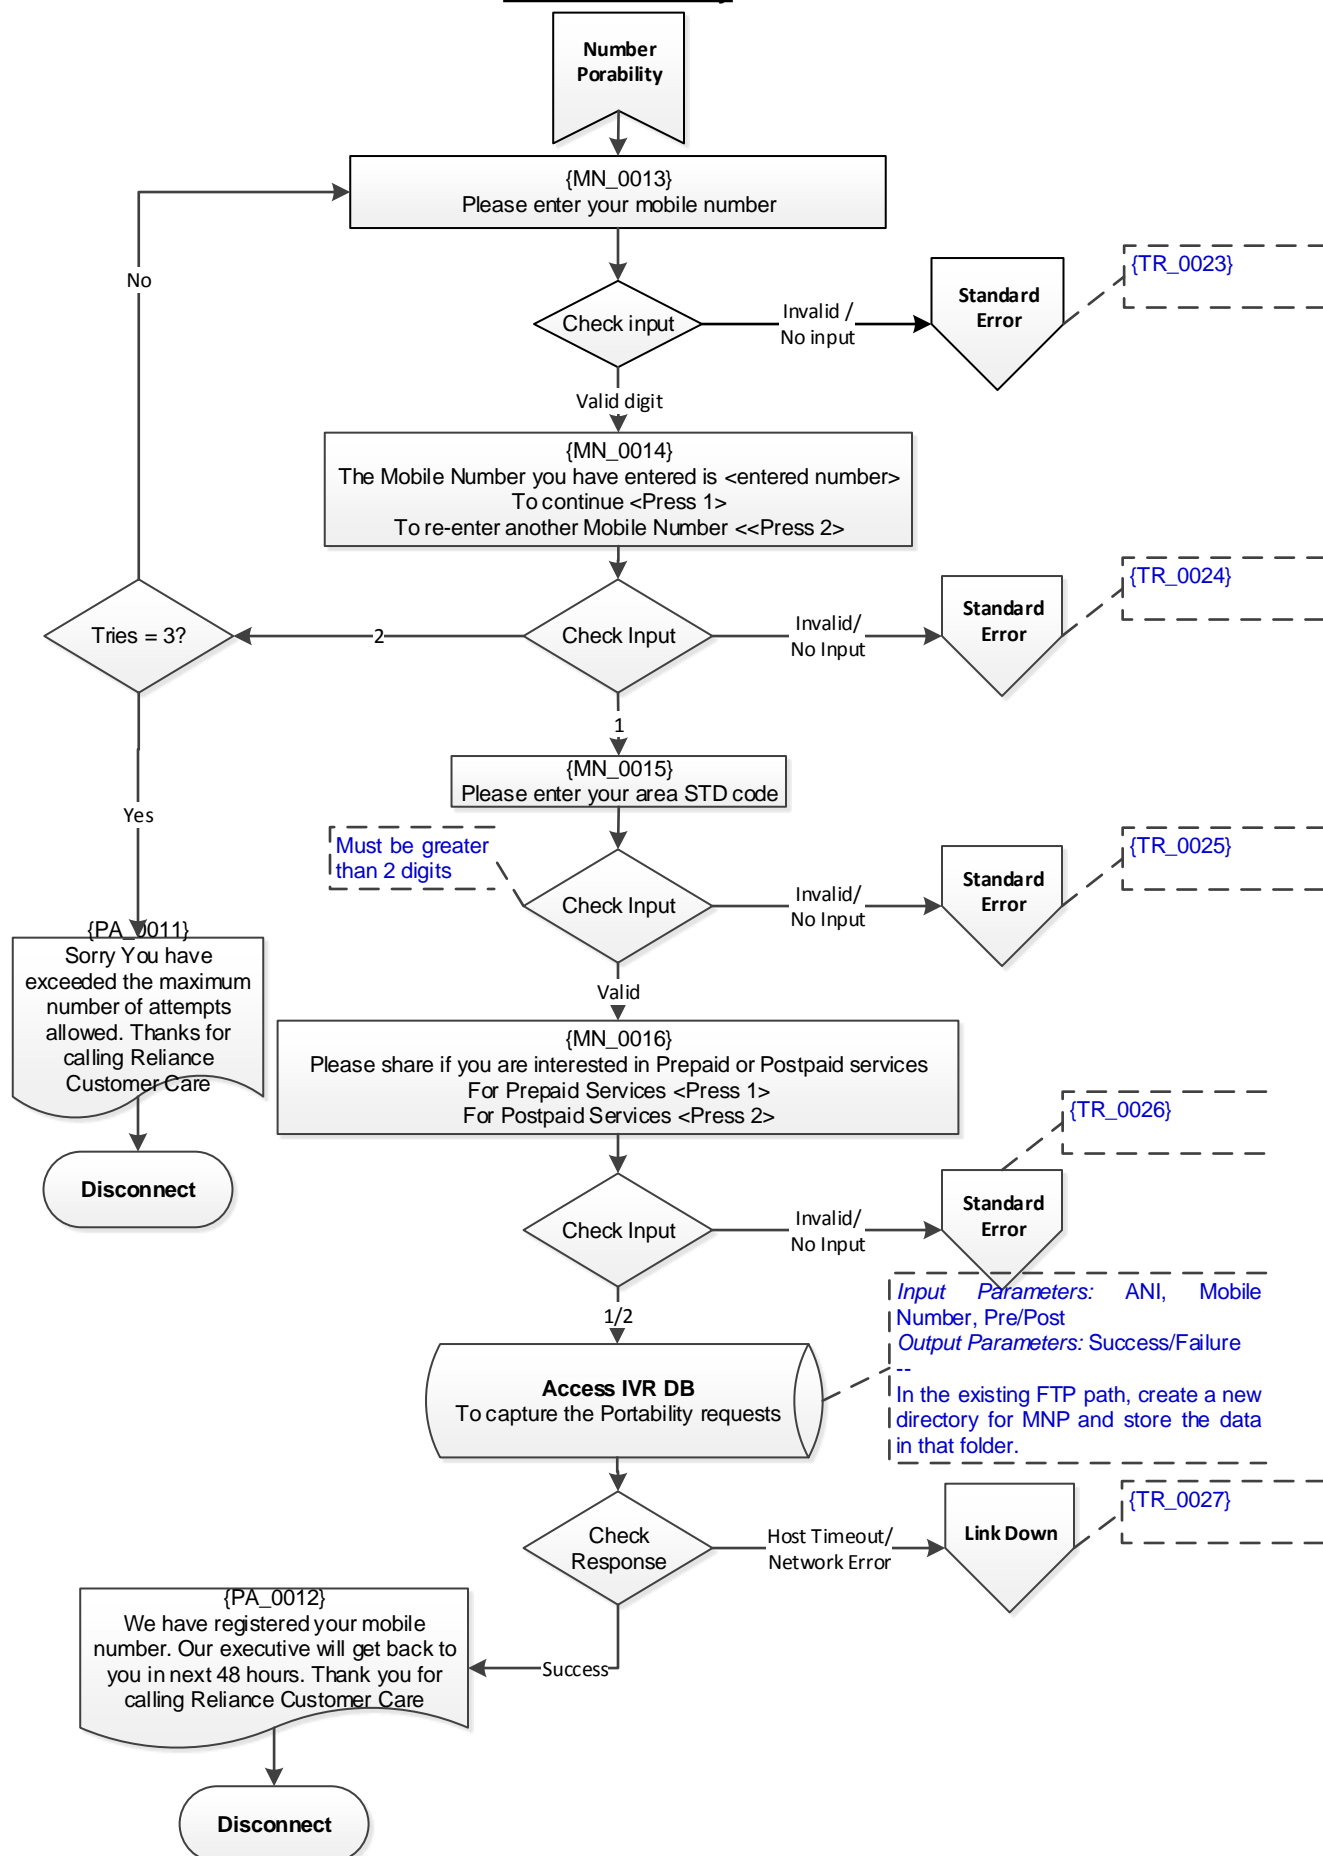 Number
Porability
{MN_0013}
Please enter your mobile number
No
Check input
Invalid /
No input
Standard
Error
{TR_0023}
Valid digit
{MN_0014}
The Mobile Number you have entered is <entered number>
To continue <Press 1>
To re-enter another Mobile Number <<Press 2>
Tries = 3?
2
Check Input
Invalid/
No Input
Standard
Error
{TR_0024}
1
{MN_0015}
Please enter your area STD code
Yes
Must be greater
than 2 digits
Check Input
Invalid/
No Input
Standard
Error
{TR_0025}
Valid
{PA_0011}
Sorry You have
exceeded the maximum
number of attempts
allowed. Thanks for
calling Reliance
Customer Care
Disconnect
{MN_0016}
Please share if you are interested in Prepaid or Postpaid services
For Prepaid Services <Press 1>
For Postpaid Services <Press 2>
Check Input
Invalid/
No Input
Standard
Error
{TR_0026}
1/2
Access IVR DB
To capture the Portability requests
Input Parameters: ANI, Mobile
Number, Pre/Post
Output Parameters: Success/Failure
--
In the existing FTP path, create a new
directory for MNP and store the data
in that folder.
Check
Response
Host Timeout/
Network Error
Link Down
{TR_0027}
Success
{PA_0012}
We have registered your mobile
number. Our executive will get back to
you in next 48 hours. Thank you for
calling Reliance Customer Care
Disconnect